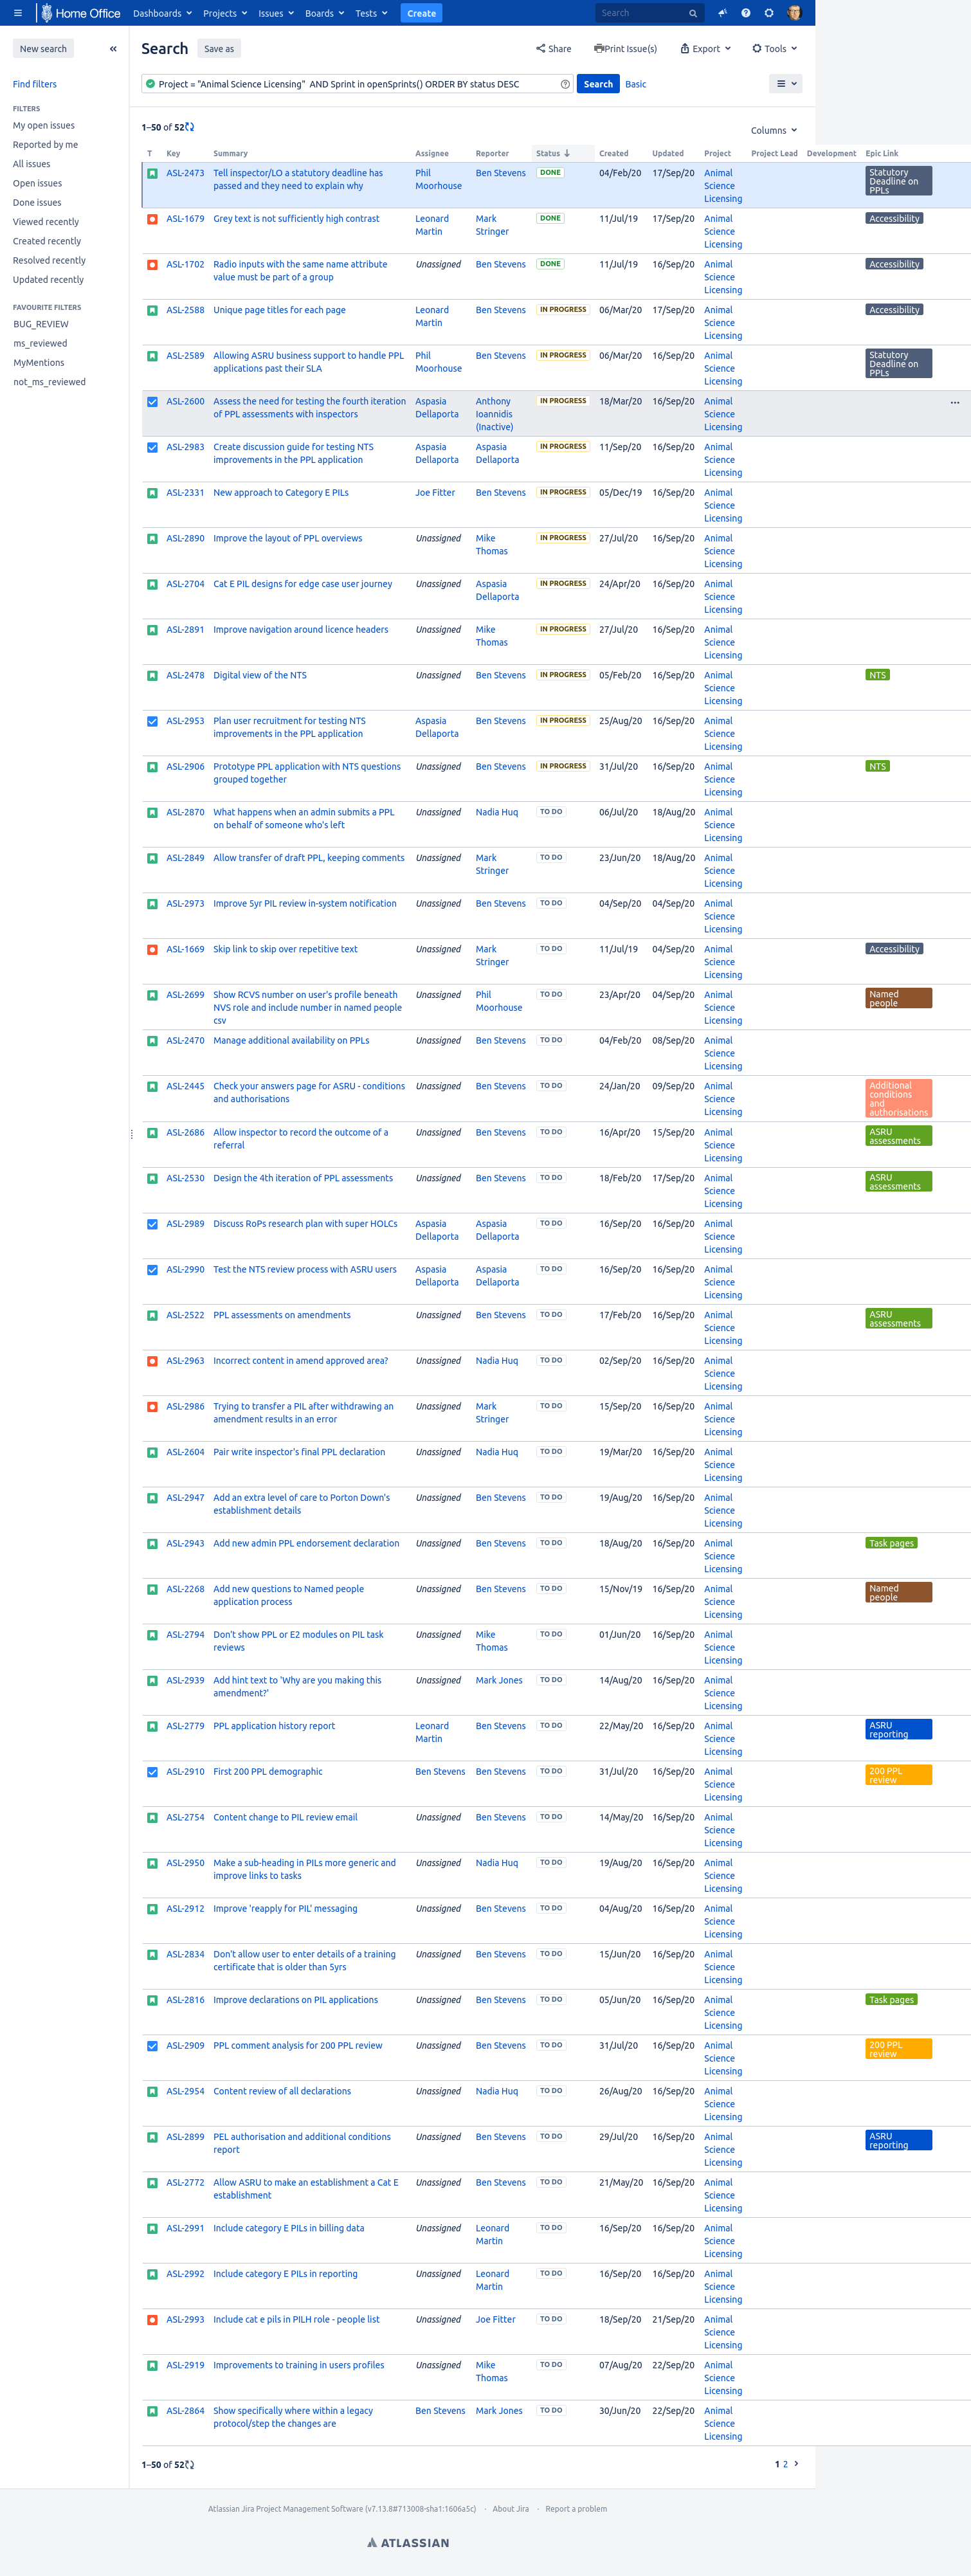 Home Office Dashboards Projects Issues Boards Tests Create Search
New search
Find filters
FILTERS
My open issues
Reported by me
All issues
Open issues
Done issues
Viewed recently
Created recently
Resolved recently
Updated recently
FAVOURITE FILTERS
BUG_REVIEW
ms_reviewed
MyMentions
not_ms_reviewed
Search Save as Share Print Issue(s) Export Tools
Project = "Animal Science Licensing" AND Sprint in openSprints() ORDER BY status DESC Search Basic
1–50 of 52 Columns
T Key Summary Assignee Reporter Status Created Updated Project Project Lead Development Epic Link
ASL-2473 Tell inspector/LO a statutory deadline has passed and they need to explain why Phil Moorhouse Ben Stevens DONE 04/Feb/20 17/Sep/20 Animal Science Licensing Statutory Deadline on PPLs
ASL-1679 Grey text is not sufficiently high contrast Leonard Martin Mark Stringer DONE 11/Jul/19 17/Sep/20 Animal Science Licensing Accessibility
ASL-1702 Radio inputs with the same name attribute value must be part of a group Unassigned Ben Stevens DONE 11/Jul/19 16/Sep/20 Animal Science Licensing Accessibility
ASL-2588 Unique page titles for each page Leonard Martin Ben Stevens IN PROGRESS 06/Mar/20 17/Sep/20 Animal Science Licensing Accessibility
ASL-2589 Allowing ASRU business support to handle PPL applications past their SLA Phil Moorhouse Ben Stevens IN PROGRESS 06/Mar/20 16/Sep/20 Animal Science Licensing Statutory Deadline on PPLs
ASL-2600 Assess the need for testing the fourth iteration of PPL assessments with inspectors Aspasia Dellaporta Anthony Ioannidis (Inactive) IN PROGRESS 18/Mar/20 16/Sep/20 Animal Science Licensing
ASL-2983 Create discussion guide for testing NTS improvements in the PPL application Aspasia Dellaporta Aspasia Dellaporta IN PROGRESS 11/Sep/20 16/Sep/20 Animal Science Licensing
ASL-2331 New approach to Category E PILs Joe Fitter Ben Stevens IN PROGRESS 05/Dec/19 16/Sep/20 Animal Science Licensing
ASL-2890 Improve the layout of PPL overviews Unassigned Mike Thomas IN PROGRESS 27/Jul/20 16/Sep/20 Animal Science Licensing
ASL-2704 Cat E PIL designs for edge case user journey Unassigned Aspasia Dellaporta IN PROGRESS 24/Apr/20 16/Sep/20 Animal Science Licensing
ASL-2891 Improve navigation around licence headers Unassigned Mike Thomas IN PROGRESS 27/Jul/20 16/Sep/20 Animal Science Licensing
ASL-2478 Digital view of the NTS Unassigned Ben Stevens IN PROGRESS 05/Feb/20 16/Sep/20 Animal Science Licensing NTS
ASL-2953 Plan user recruitment for testing NTS improvements in the PPL application Aspasia Dellaporta Ben Stevens IN PROGRESS 25/Aug/20 16/Sep/20 Animal Science Licensing
ASL-2906 Prototype PPL application with NTS questions grouped together Unassigned Ben Stevens IN PROGRESS 31/Jul/20 16/Sep/20 Animal Science Licensing NTS
ASL-2870 What happens when an admin submits a PPL on behalf of someone who's left Unassigned Nadia Huq TO DO 06/Jul/20 18/Aug/20 Animal Science Licensing
ASL-2849 Allow transfer of draft PPL, keeping comments Unassigned Mark Stringer TO DO 23/Jun/20 18/Aug/20 Animal Science Licensing
ASL-2973 Improve 5yr PIL review in-system notification Unassigned Ben Stevens TO DO 04/Sep/20 04/Sep/20 Animal Science Licensing
ASL-1669 Skip link to skip over repetitive text Unassigned Mark Stringer TO DO 11/Jul/19 04/Sep/20 Animal Science Licensing Accessibility
ASL-2699 Show RCVS number on user's profile beneath NVS role and include number in named people csv Unassigned Phil Moorhouse TO DO 23/Apr/20 04/Sep/20 Animal Science Licensing Named people
ASL-2470 Manage additional availability on PPLs Unassigned Ben Stevens TO DO 04/Feb/20 08/Sep/20 Animal Science Licensing
ASL-2445 Check your answers page for ASRU - conditions and authorisations Unassigned Ben Stevens TO DO 24/Jan/20 09/Sep/20 Animal Science Licensing Additional conditions and authorisations
ASL-2686 Allow inspector to record the outcome of a referral Unassigned Ben Stevens TO DO 16/Apr/20 15/Sep/20 Animal Science Licensing ASRU assessments
ASL-2530 Design the 4th iteration of PPL assessments Unassigned Ben Stevens TO DO 18/Feb/20 17/Sep/20 Animal Science Licensing ASRU assessments
ASL-2989 Discuss RoPs research plan with super HOLCs Aspasia Dellaporta Aspasia Dellaporta TO DO 16/Sep/20 16/Sep/20 Animal Science Licensing
ASL-2990 Test the NTS review process with ASRU users Aspasia Dellaporta Aspasia Dellaporta TO DO 16/Sep/20 16/Sep/20 Animal Science Licensing
ASL-2522 PPL assessments on amendments Unassigned Ben Stevens TO DO 17/Feb/20 16/Sep/20 Animal Science Licensing ASRU assessments
ASL-2963 Incorrect content in amend approved area? Unassigned Nadia Huq TO DO 02/Sep/20 16/Sep/20 Animal Science Licensing
ASL-2986 Trying to transfer a PIL after withdrawing an amendment results in an error Unassigned Mark Stringer TO DO 15/Sep/20 16/Sep/20 Animal Science Licensing
ASL-2604 Pair write inspector's final PPL declaration Unassigned Nadia Huq TO DO 19/Mar/20 16/Sep/20 Animal Science Licensing
ASL-2947 Add an extra level of care to Porton Down's establishment details Unassigned Ben Stevens TO DO 19/Aug/20 16/Sep/20 Animal Science Licensing
ASL-2943 Add new admin PPL endorsement declaration Unassigned Ben Stevens TO DO 18/Aug/20 16/Sep/20 Animal Science Licensing Task pages
ASL-2268 Add new questions to Named people application process Unassigned Ben Stevens TO DO 15/Nov/19 16/Sep/20 Animal Science Licensing Named people
ASL-2794 Don't show PPL or E2 modules on PIL task reviews Unassigned Mike Thomas TO DO 01/Jun/20 16/Sep/20 Animal Science Licensing
ASL-2939 Add hint text to 'Why are you making this amendment?' Unassigned Mark Jones TO DO 14/Aug/20 16/Sep/20 Animal Science Licensing
ASL-2779 PPL application history report Leonard Martin Ben Stevens TO DO 22/May/20 16/Sep/20 Animal Science Licensing ASRU reporting
ASL-2910 First 200 PPL demographic Ben Stevens Ben Stevens TO DO 31/Jul/20 16/Sep/20 Animal Science Licensing 200 PPL review
ASL-2754 Content change to PIL review email Unassigned Ben Stevens TO DO 14/May/20 16/Sep/20 Animal Science Licensing
ASL-2950 Make a sub-heading in PILs more generic and improve links to tasks Unassigned Nadia Huq TO DO 19/Aug/20 16/Sep/20 Animal Science Licensing
ASL-2912 Improve 'reapply for PIL' messaging Unassigned Ben Stevens TO DO 04/Aug/20 16/Sep/20 Animal Science Licensing
ASL-2834 Don't allow user to enter details of a training certificate that is older than 5yrs Unassigned Ben Stevens TO DO 15/Jun/20 16/Sep/20 Animal Science Licensing
ASL-2816 Improve declarations on PIL applications Unassigned Ben Stevens TO DO 05/Jun/20 16/Sep/20 Animal Science Licensing Task pages
ASL-2909 PPL comment analysis for 200 PPL review Unassigned Ben Stevens TO DO 31/Jul/20 16/Sep/20 Animal Science Licensing 200 PPL review
ASL-2954 Content review of all declarations Unassigned Nadia Huq TO DO 26/Aug/20 16/Sep/20 Animal Science Licensing
ASL-2899 PEL authorisation and additional conditions report Unassigned Ben Stevens TO DO 29/Jul/20 16/Sep/20 Animal Science Licensing ASRU reporting
ASL-2772 Allow ASRU to make an establishment a Cat E establishment Unassigned Ben Stevens TO DO 21/May/20 16/Sep/20 Animal Science Licensing
ASL-2991 Include category E PILs in billing data Unassigned Leonard Martin TO DO 16/Sep/20 16/Sep/20 Animal Science Licensing
ASL-2992 Include category E PILs in reporting Unassigned Leonard Martin TO DO 16/Sep/20 16/Sep/20 Animal Science Licensing
ASL-2993 Include cat e pils in PILH role - people list Unassigned Joe Fitter TO DO 18/Sep/20 21/Sep/20 Animal Science Licensing
ASL-2919 Improvements to training in users profiles Unassigned Mike Thomas TO DO 07/Aug/20 22/Sep/20 Animal Science Licensing
ASL-2864 Show specifically where within a legacy protocol/step the changes are Ben Stevens Mark Jones TO DO 30/Jun/20 22/Sep/20 Animal Science Licensing
1–50 of 52 1 2
Atlassian Jira Project Management Software (v7.13.8#713008-sha1:1606a5c) · About Jira · Report a problem
ATLASSIAN